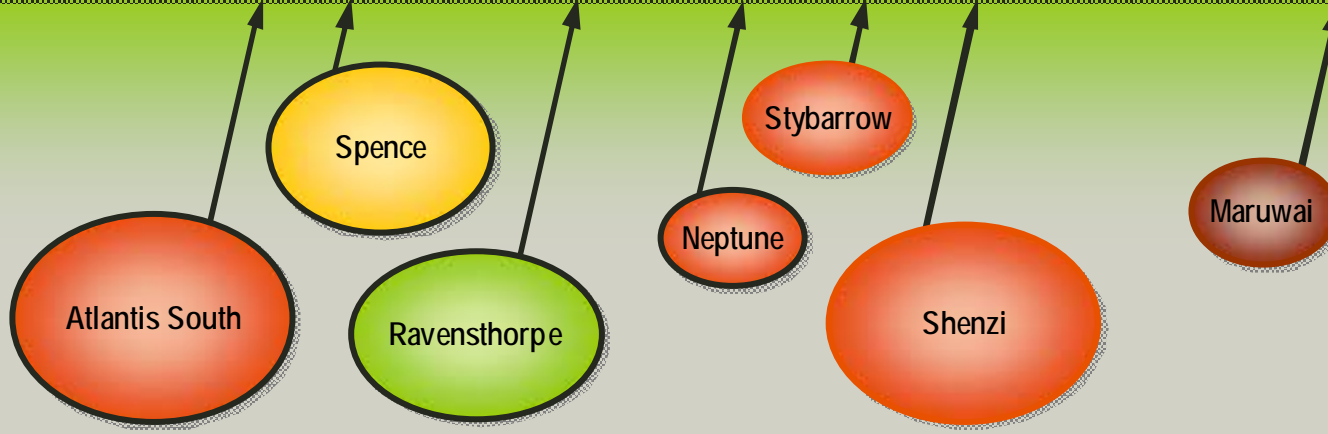 Stybarrow
Spence
Maruwai
Neptune
Atlantis South
Shenzi
Ravensthorpe